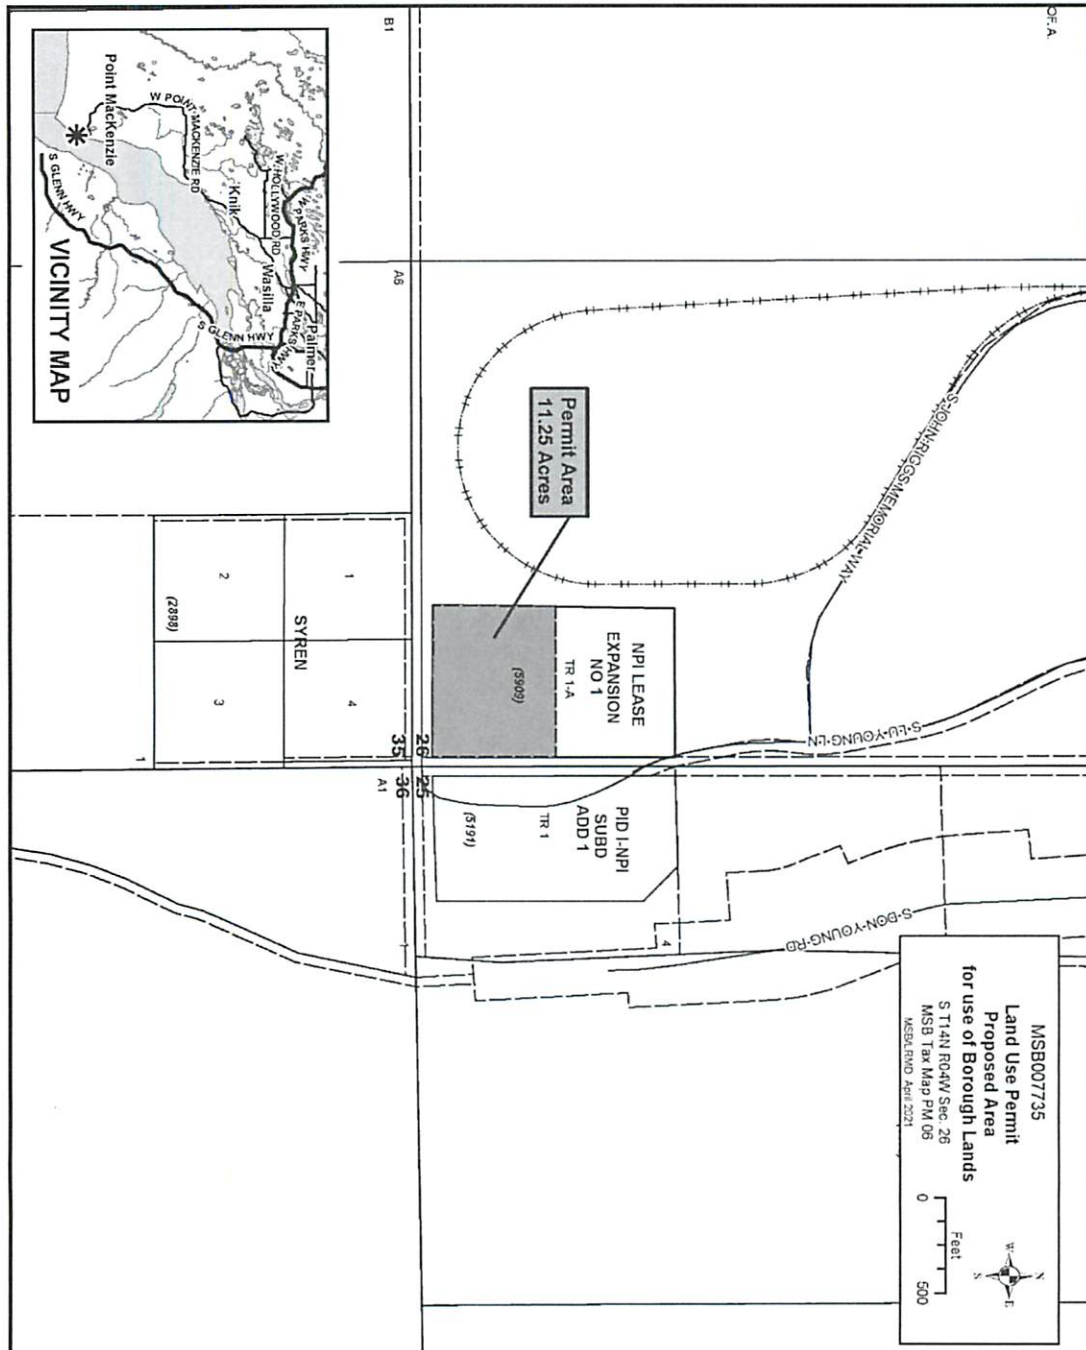 MSB007735
Land Use Permit
Proposed Area
for use of Borough Lands
S T14N R04W Sec. 26
MSB Tax Map PM 06
MSB/LRMD April 2021
0 500
Feet
N
W
E
S
OF. A.
S JOHN RIGGS MEMORIAL WAY
S LU YOUNG LN
S DON YOUNG RD
Permit Area
11.25 Acres
NPI LEASE
EXPANSION
NO 1
TR 1-A
(5909)
PID I-NPI
SUBD
ADD 1
TR 1
(5191)
4
B1
A6
26
25
35
36
A1
1
4
SYREN
2
3
(2898)
1
Point MacKenzie
W POINT MACKENZIE RD
Knik
W HOLLYWOOD RD
W PARKS HWY
Wasilla
E PARKS HWY
Palmer
S GLENN HWY
S GLENN HWY
VICINITY MAP